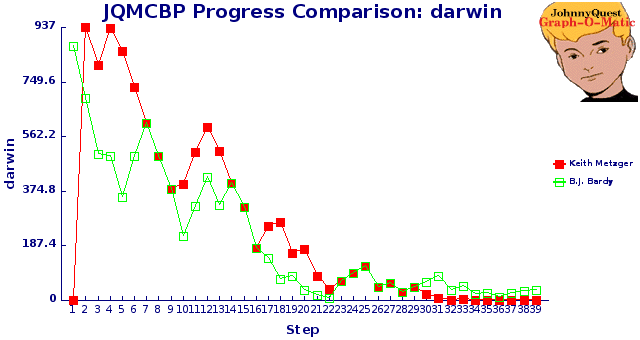 JQMCBP Progress Comparison: darwin
JohnnyQuest
Graph-O-Matic
937
749.6
562.2
374.8
187.4
0
darwin
Keith Metzger
B.J. Bardy
1 2 3 4 5 6 7 8 9 10 11 12 13 14 15 16 17 18 19 20 21 22 23 24 25 26 27 28 29 30 31 32 33 34 35 36 37 38 39
Step